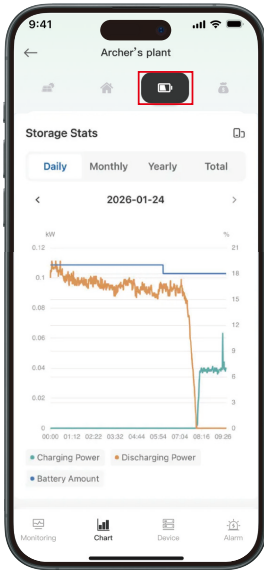 9:41
Archer's plant
Storage Stats
Daily Monthly Yearly Total
2026-01-24
kW %
0.12 21
0.1 18
0.08 15
0.06 12
0.04 9
0.02 6
3
0 0
00:00 01:12 02:22 03:32 04:44 05:54 07:04 08:16 09:26
Charging Power Discharging Power
Battery Amount
Monitoring Chart Device Alarm